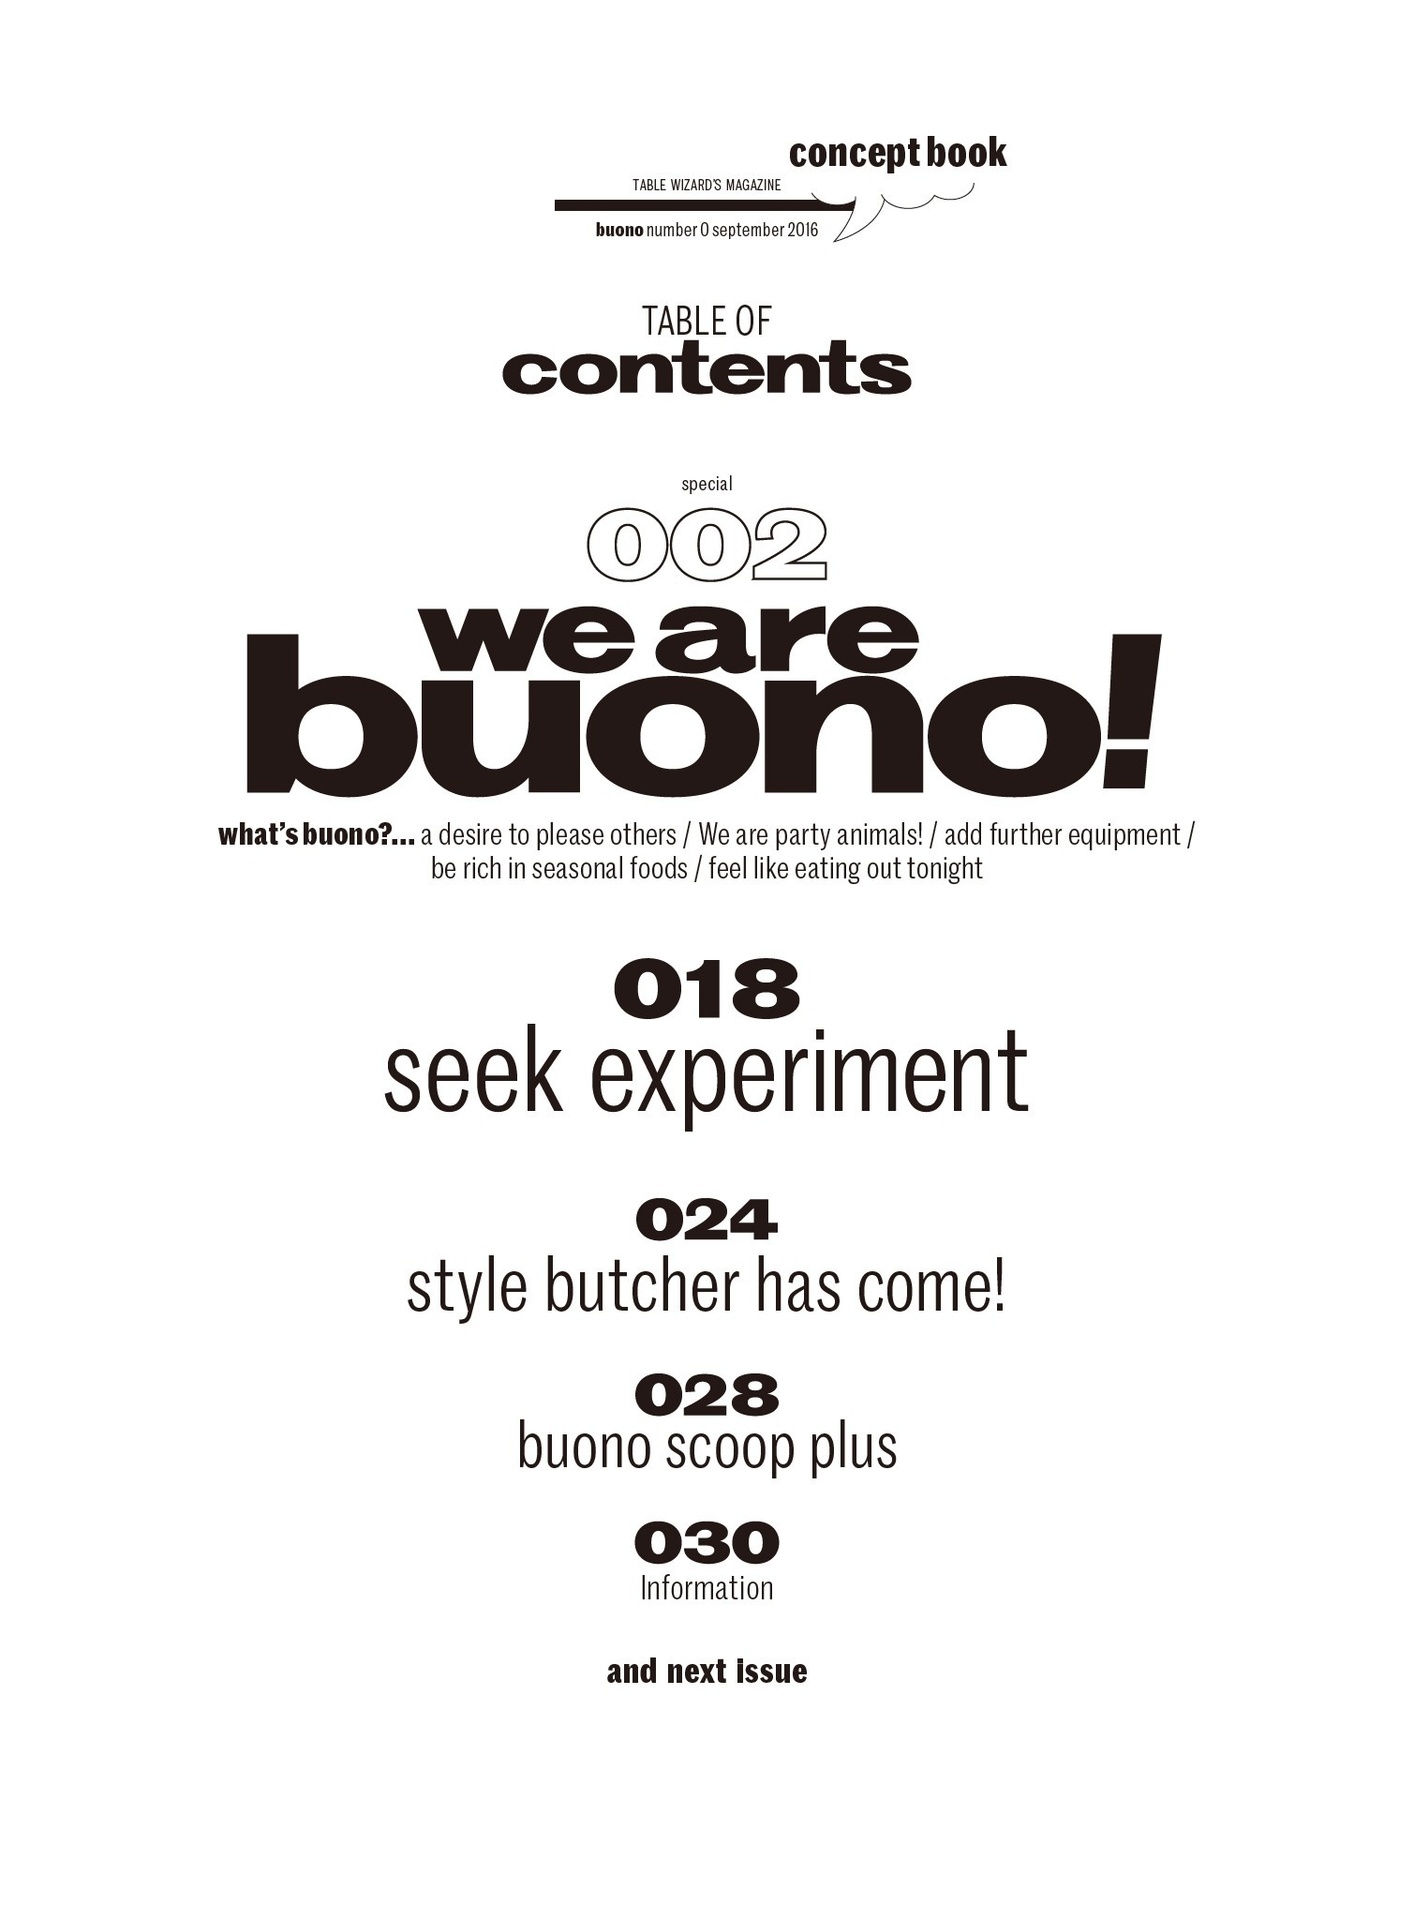 concept book
TABLE WIZARD'S MAGAZINE
buono number 0 september 2016
TABLE OF
contents
special
002
we are
buono!
what's buono?... a desire to please others / We are party animals! / add further equipment /
be rich in seasonal foods / feel like eating out tonight
018
seek experiment
024
style butcher has come!
028
buono scoop plus
030
Information
and next issue